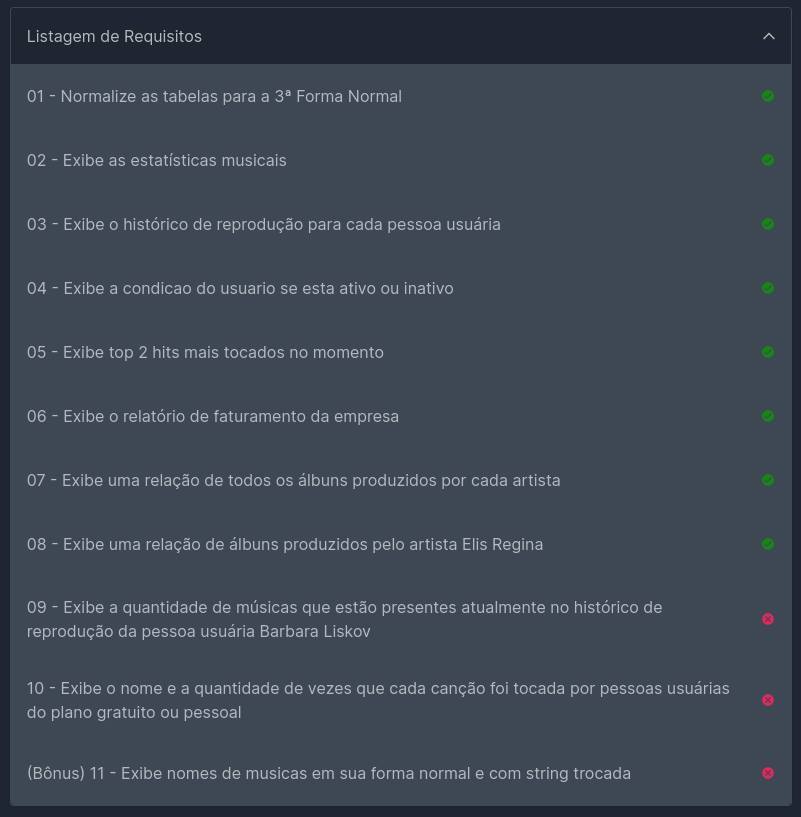 Listagem de Requisitos
01 - Normalize as tabelas para a 3ª Forma Normal
02 - Exibe as estatísticas musicais
03 - Exibe o histórico de reprodução para cada pessoa usuária
04 - Exibe a condicao do usuario se esta ativo ou inativo
05 - Exibe top 2 hits mais tocados no momento
06 - Exibe o relatório de faturamento da empresa
07 - Exibe uma relação de todos os álbuns produzidos por cada artista
08 - Exibe uma relação de álbuns produzidos pelo artista Elis Regina
09 - Exibe a quantidade de músicas que estão presentes atualmente no histórico de
reprodução da pessoa usuária Barbara Liskov
10 - Exibe o nome e a quantidade de vezes que cada canção foi tocada por pessoas usuárias
do plano gratuito ou pessoal
(Bônus) 11 - Exibe nomes de musicas em sua forma normal e com string trocada